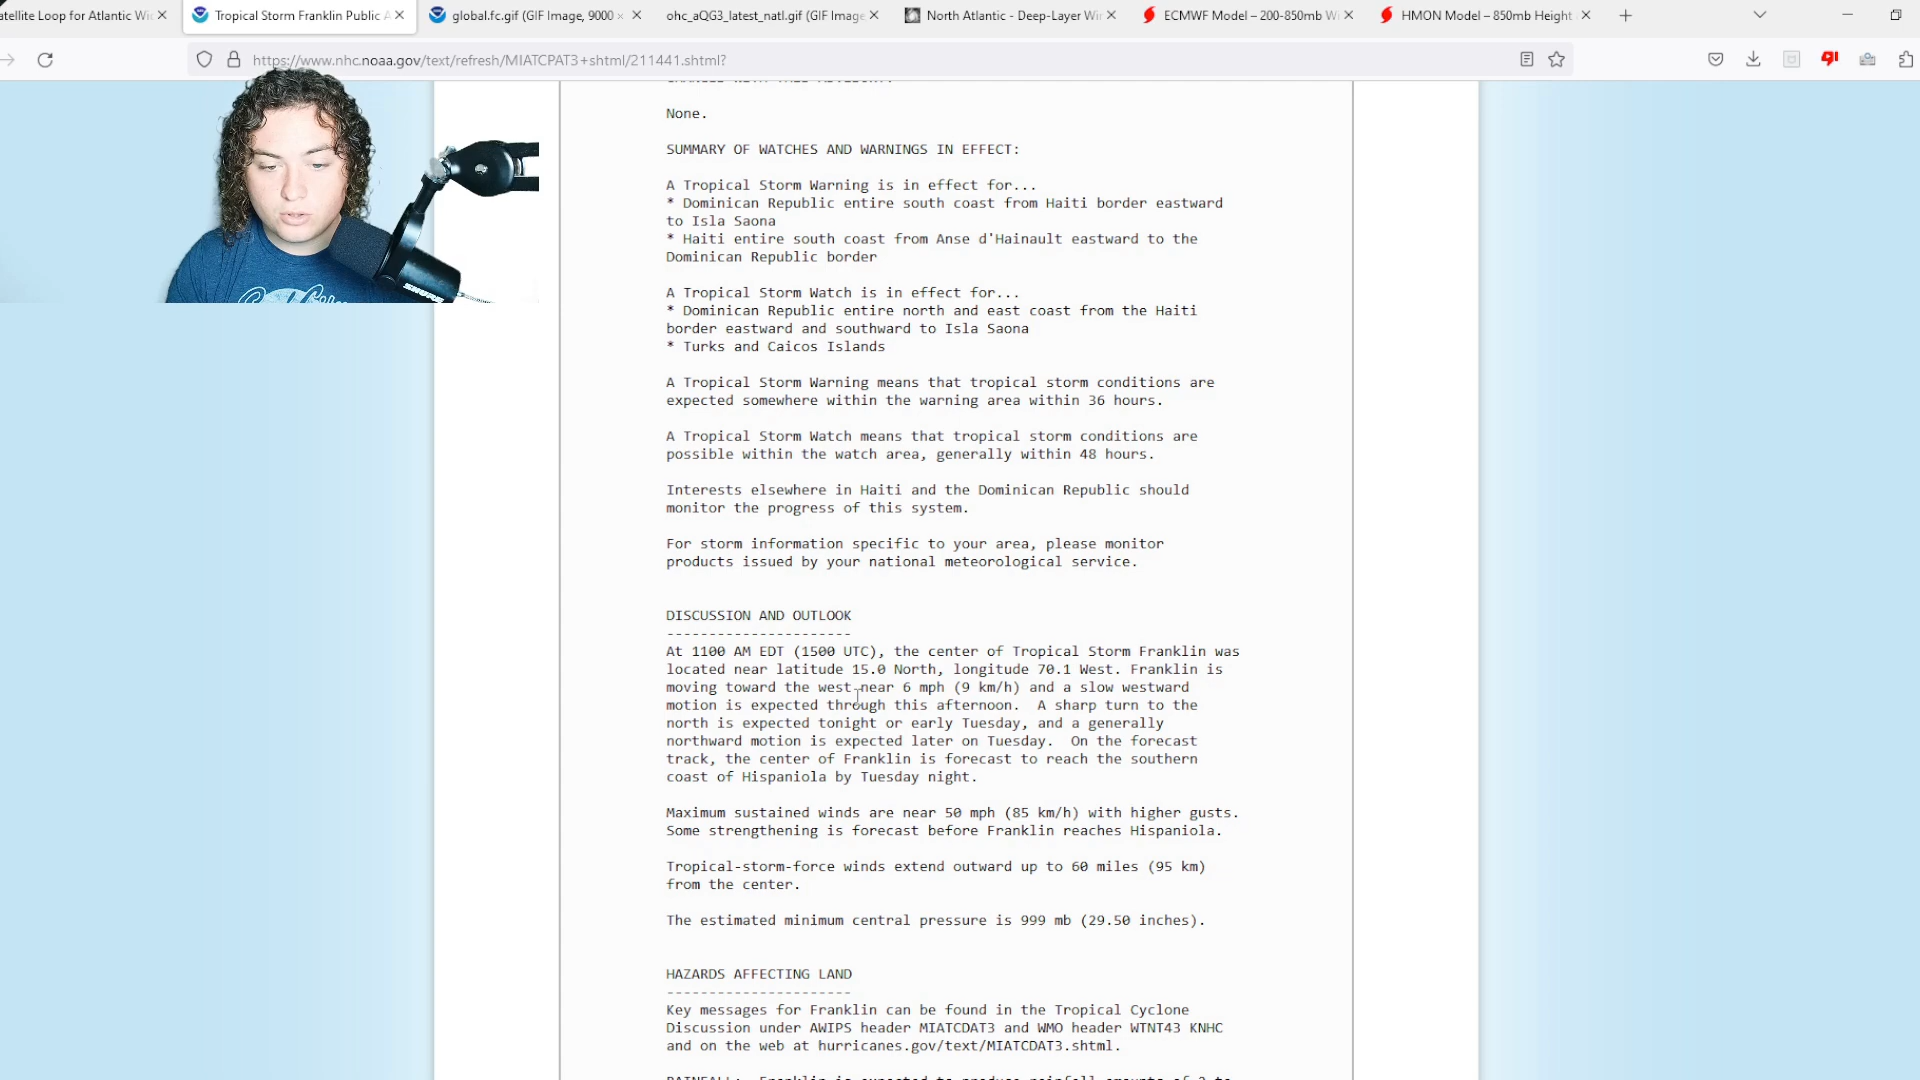 atellite Loop for Atlantic Wi
Tropical Storm Franklin Public A
global.fc.gif (GIF Image, 9000 ×
ohc_aQG3_latest_natl.gif (GIF Image
North Atlantic - Deep-Layer Win
ECMWF Model – 200-850mb Wi
HMON Model – 850mb Height
https://www.nhc.noaa.gov/text/refresh/MIATCPAT3+shtml/211441.shtml?
None.
SUMMARY OF WATCHES AND WARNINGS IN EFFECT:
A Tropical Storm Warning is in effect for...
* Dominican Republic entire south coast from Haiti border eastward
to Isla Saona
* Haiti entire south coast from Anse d'Hainault eastward to the
Dominican Republic border
A Tropical Storm Watch is in effect for...
* Dominican Republic entire north and east coast from the Haiti
border eastward and southward to Isla Saona
* Turks and Caicos Islands
A Tropical Storm Warning means that tropical storm conditions are
expected somewhere within the warning area within 36 hours.
A Tropical Storm Watch means that tropical storm conditions are
possible within the watch area, generally within 48 hours.
Interests elsewhere in Haiti and the Dominican Republic should
monitor the progress of this system.
For storm information specific to your area, please monitor
products issued by your national meteorological service.
DISCUSSION AND OUTLOOK
----------------------
At 1100 AM EDT (1500 UTC), the center of Tropical Storm Franklin was
located near latitude 15.0 North, longitude 70.1 West. Franklin is
moving toward the west near 6 mph (9 km/h) and a slow westward
motion is expected through this afternoon.  A sharp turn to the
north is expected tonight or early Tuesday, and a generally
northward motion is expected later on Tuesday.  On the forecast
track, the center of Franklin is forecast to reach the southern
coast of Hispaniola by Tuesday night.
Maximum sustained winds are near 50 mph (85 km/h) with higher gusts.
Some strengthening is forecast before Franklin reaches Hispaniola.
Tropical-storm-force winds extend outward up to 60 miles (95 km)
from the center.
The estimated minimum central pressure is 999 mb (29.50 inches).
HAZARDS AFFECTING LAND
----------------------
Key messages for Franklin can be found in the Tropical Cyclone
Discussion under AWIPS header MIATCDAT3 and WMO header WTNT43 KNHC
and on the web at hurricanes.gov/text/MIATCDAT3.shtml.
SHURE